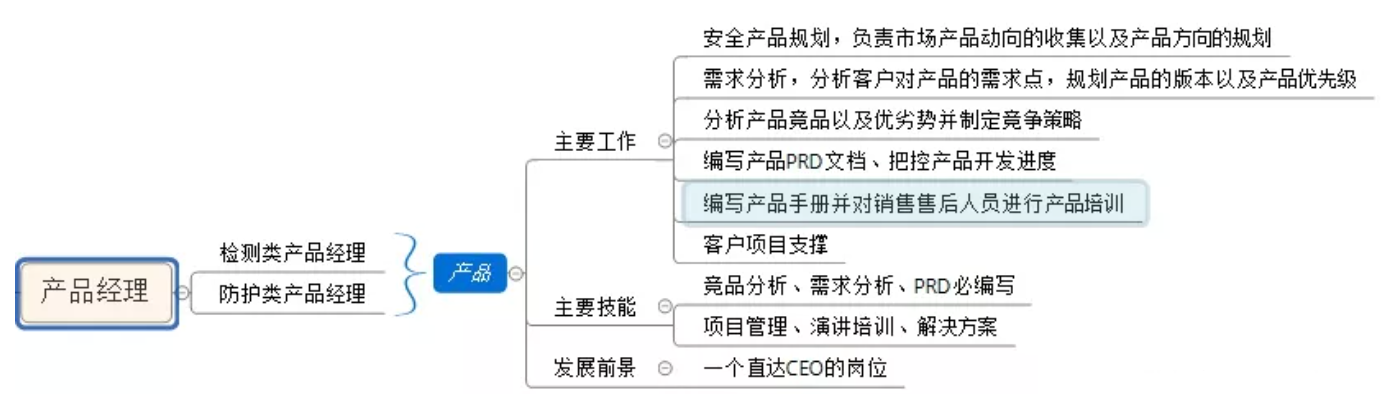 产品经理
检测类产品经理
防护类产品经理
产品
主要工作
安全产品规划，负责市场产品动向的收集以及产品方向的规划
需求分析，分析客户对产品的需求点，规划产品的版本以及产品优先级
分析产品竟品以及优劣势并制定竟争策略
编写产品PRD文档、把控产品开发进度
编写产品手册并对销售售后人员进行产品培训
客户项目支撑
主要技能
竟品分析、需求分析、PRD必编写
项目管理、演讲培训、解决方案
发展前景
一个直达CEO的岗位